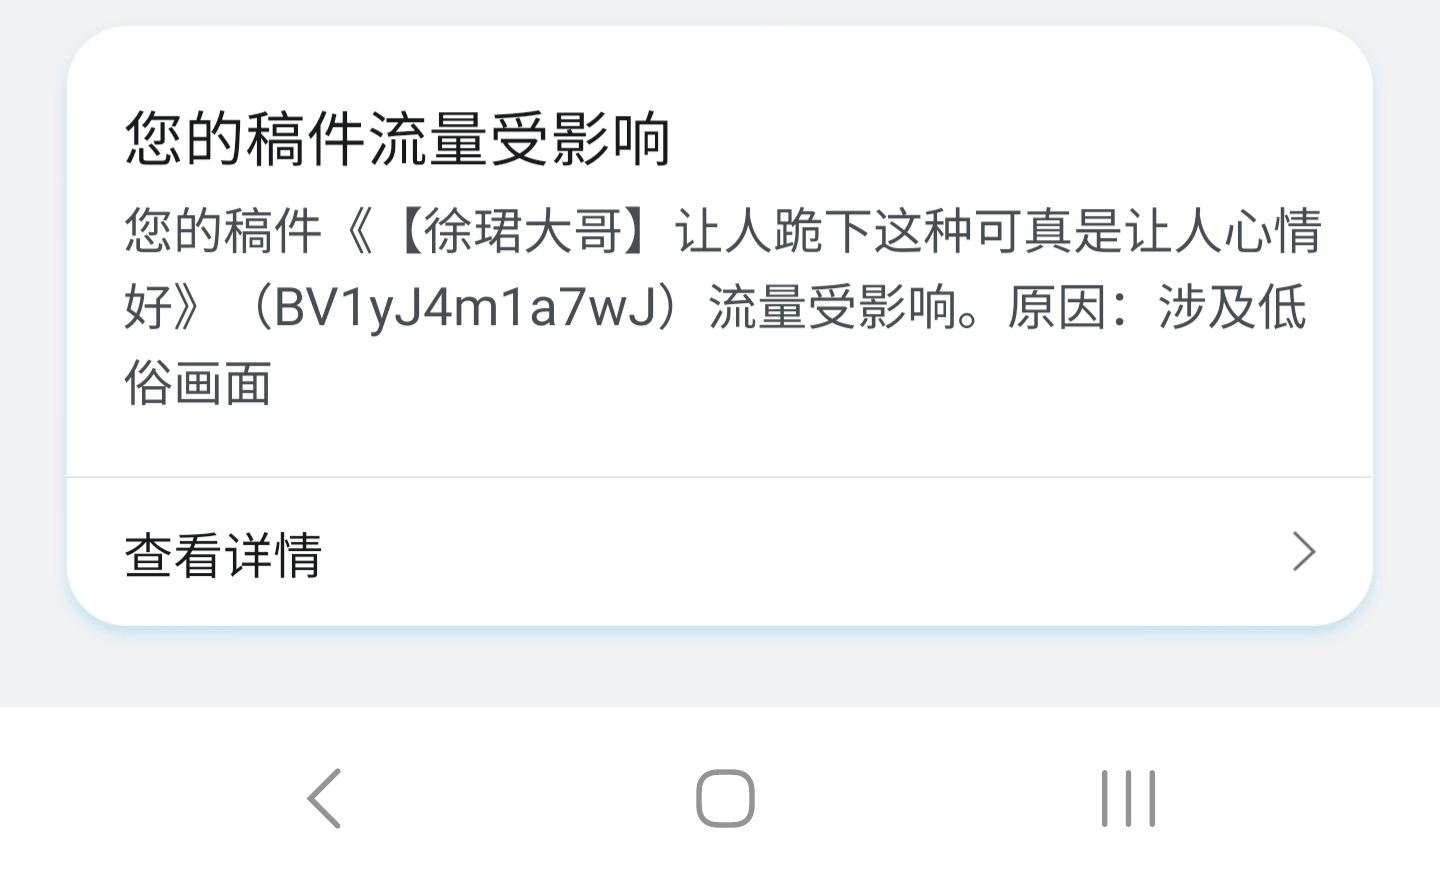 您的稿件流量受影响
您的稿件《【徐珺大哥】让人跪下这种可真是让人心情
好》（BV1yJ4m1a7wJ）流量受影响。原因：涉及低
俗画面
查看详情